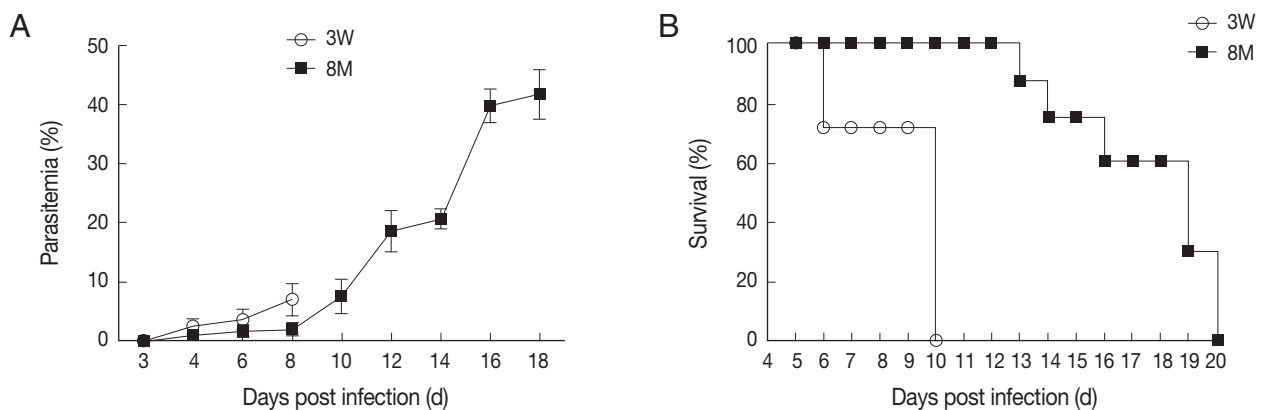 A
3W
8M
50
40
30
20
10
0
Parasitemia (%)
3 4 6 8 10 12 14 16 18
Days post infection (d)
B
3W
8M
100
80
60
40
20
0
Survival (%)
4 5 6 7 8 9 10 11 12 13 14 15 16 17 18 19 20
Days post infection (d)